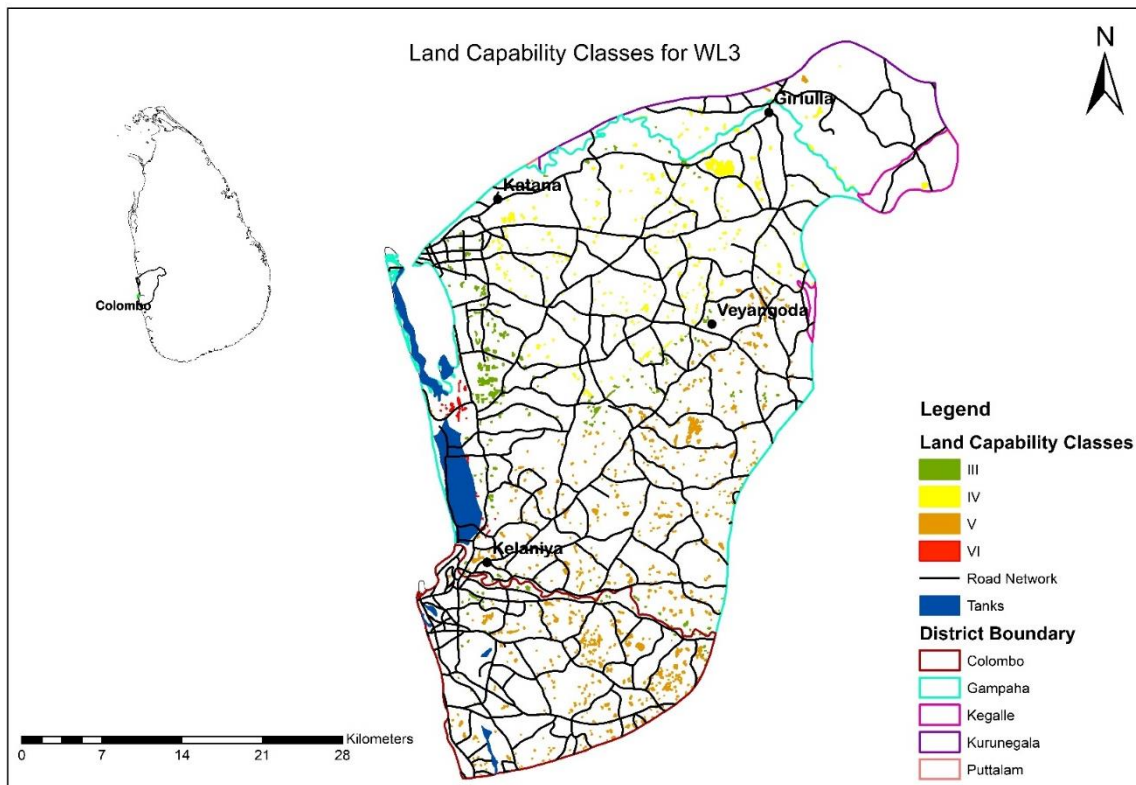 Land Capability Classes for WL3
N
Giriulla
Katana
Colombo
Veyangoda
Kelaniya
Legend
Land Capability Classes
III
IV
V
VI
Road Network
Tanks
District Boundary
Colombo
Gampaha
Kegalle
Kurunegala
Puttalam
Kilometers
0 2 7 14 21 28